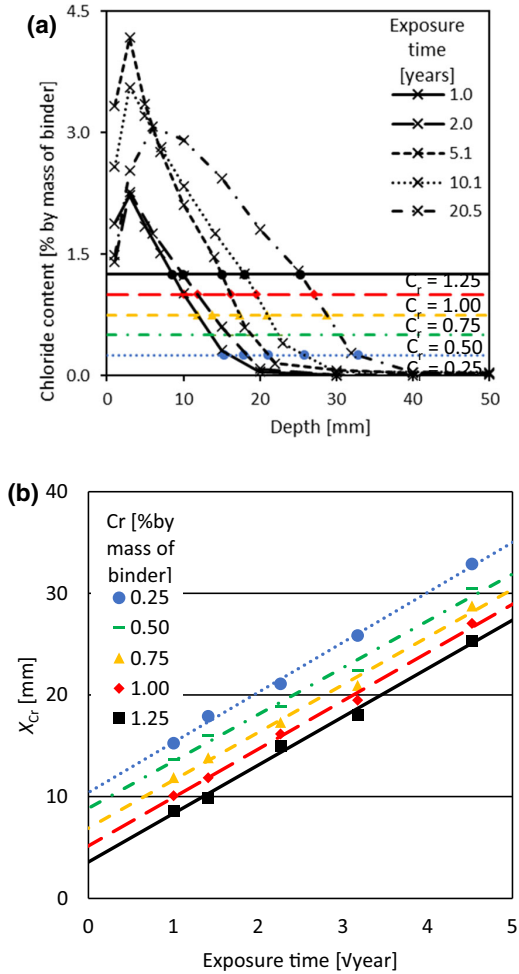 (a)
Chloride content [% by mass of binder]
4.5
3.0
1.5
0.0
Exposure
time
[years]
1.0
2.0
5.1
10.1
20.5
C_r = 1.25
C_r = 1.00
C_r = 0.75
C_r = 0.50
C_r = 0.25
0 10 20 30 40 50
Depth [mm]
(b)
X_Cr [mm]
40
30
20
10
0
Cr [%by
mass of
binder]
0.25
0.50
0.75
1.00
1.25
0 1 2 3 4 5
Exposure time [√year]